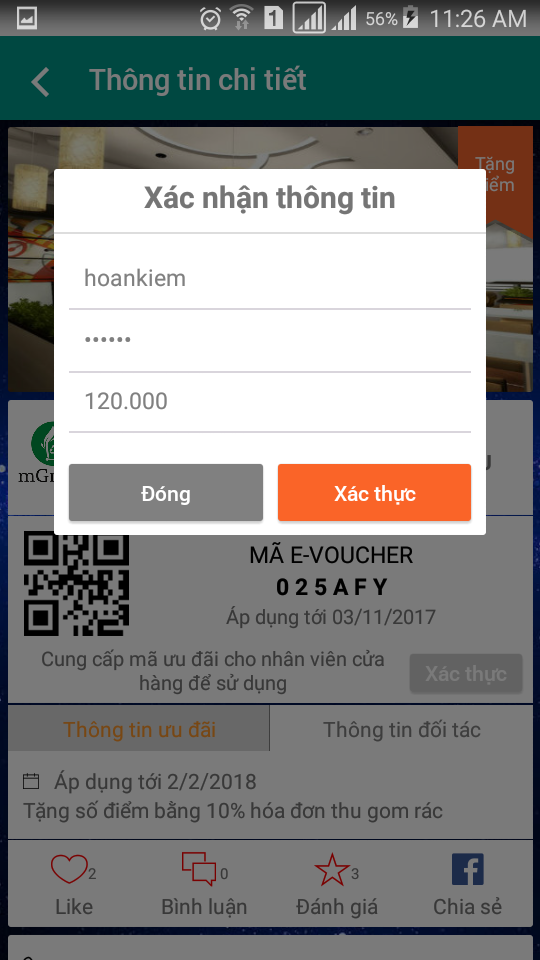 1
56%
11:26 AM
Thông tin chi tiết
Tặng
Xác nhận thông tin
hoankiem
••••••
120.000
Đóng
Xác thực
MÃ E-VOUCHER
025AFY
Áp dụng tới 03/11/2017
Cung cấp mã ưu đãi cho nhân viên cửa
hàng để sử dụng
Xác thực
Thông tin ưu đãi
Thông tin đối tác
Áp dụng tới 2/2/2018
Tặng số điểm bằng 10% hóa đơn thu gom rác
2
0
3
Like
Bình luận
Đánh giá
Chia sẻ